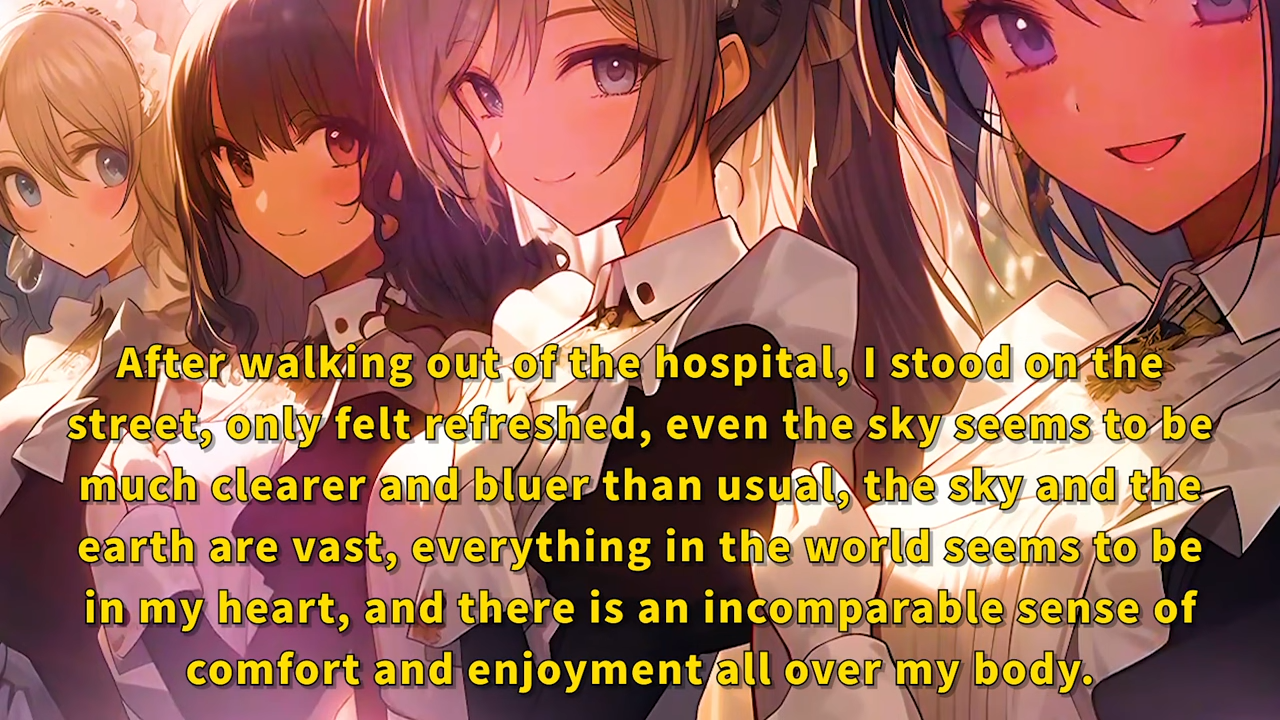 After walking out of the hospital, I stood on the
street, only felt refreshed, even the sky seems to be
much clearer and bluer than usual, the sky and the
earth are vast, everything in the world seems to be
in my heart, and there is an incomparable sense of
comfort and enjoyment all over my body.